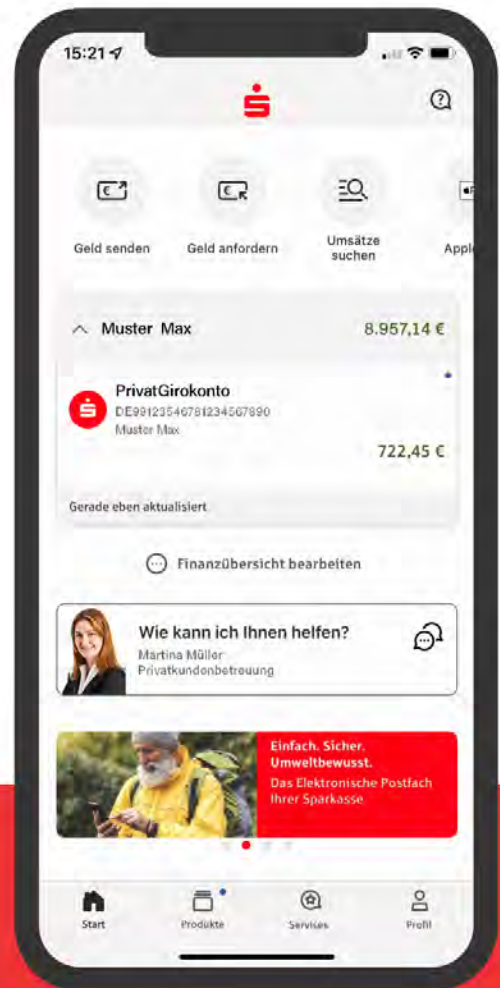 15:21
Geld senden
Geld anfordern
Umsätze
suchen
Apple
Muster Max
8.957,14 €
PrivatGirokonto
DE99123546781234567890
Muster Max
722,45 €
Gerade eben aktualisiert
Finanzübersicht bearbeiten
Wie kann ich Ihnen helfen?
Martina Müller
Privatkundenbetreuung
Einfach. Sicher.
Umweltbewusst.
Das Elektronische Postfach
Ihrer Sparkasse
Start
Produkte
Services
Profil